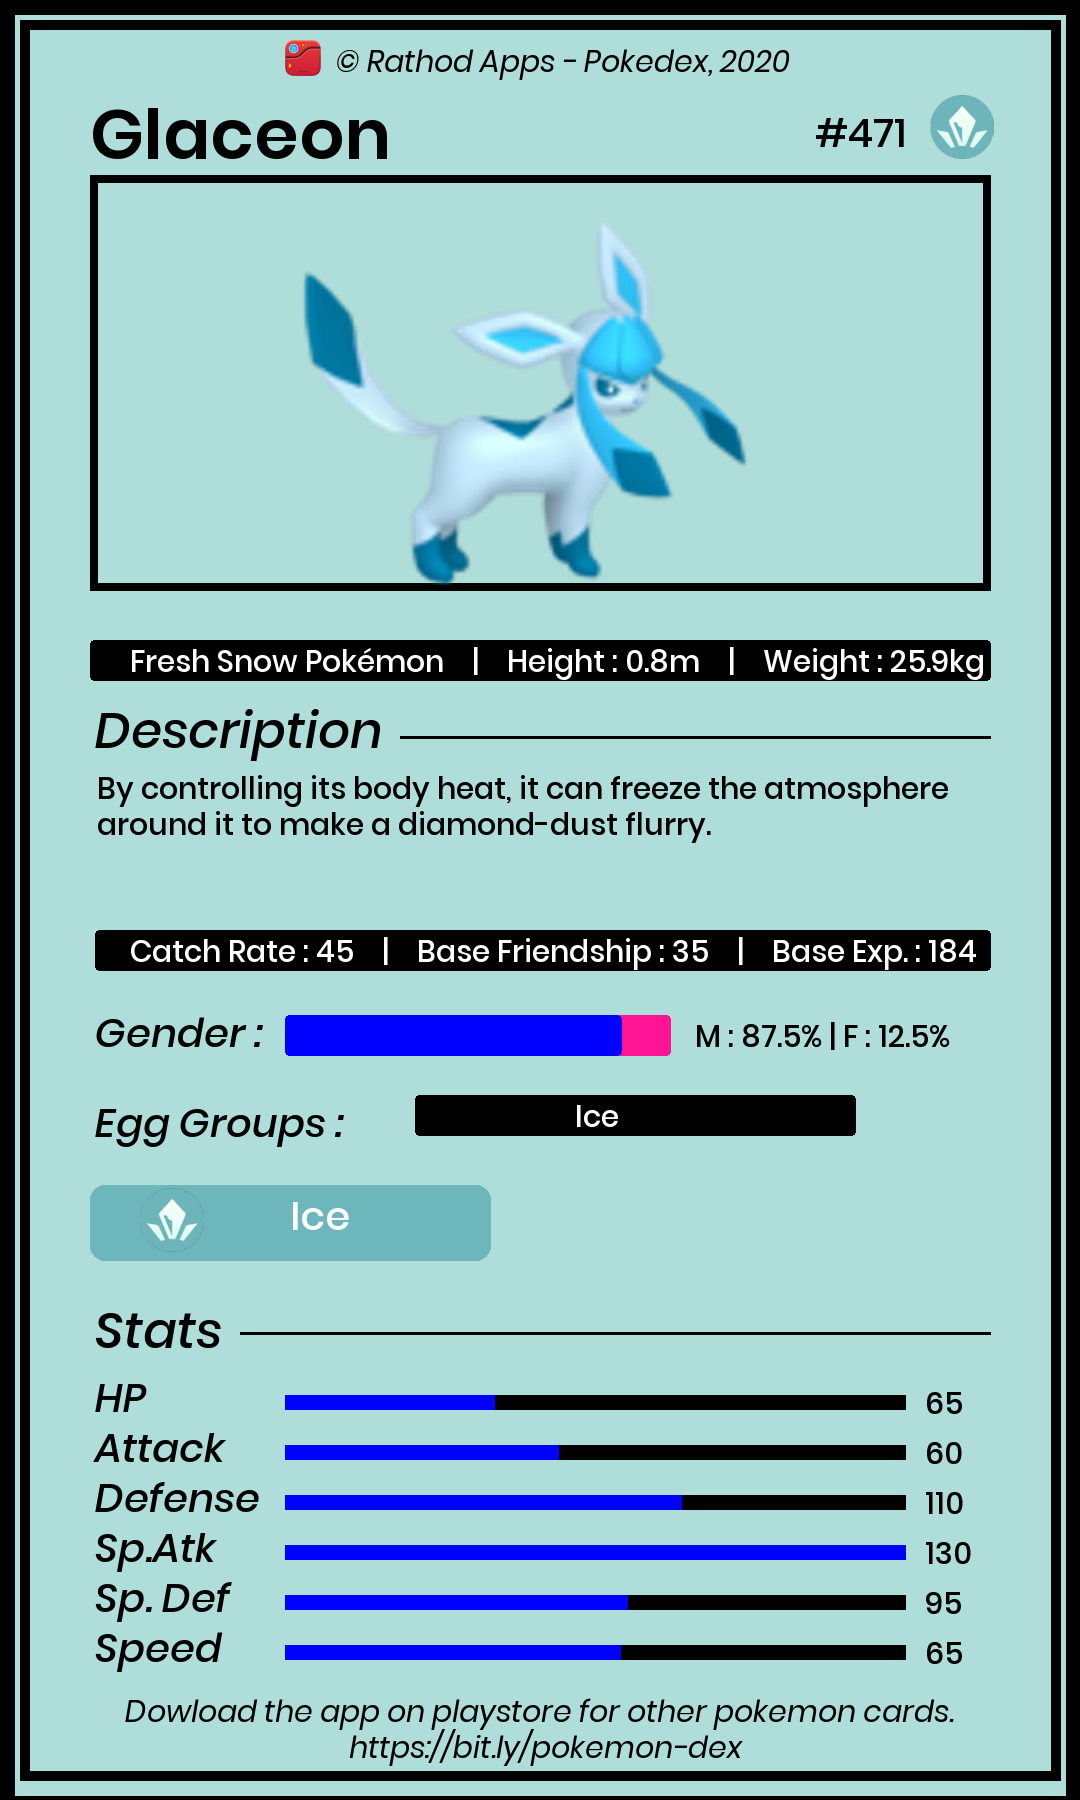 © Rathod Apps - Pokedex, 2020
Glaceon #471
Fresh Snow Pokémon | Height : 0.8m | Weight : 25.9kg
Description
By controlling its body heat, it can freeze the atmosphere
around it to make a diamond-dust flurry.
Catch Rate : 45 | Base Friendship : 35 | Base Exp. : 184
Gender : M : 87.5% | F : 12.5%
Egg Groups : Ice
Ice
Stats
HP 65
Attack 60
Defense 110
Sp.Atk 130
Sp. Def 95
Speed 65
Dowload the app on playstore for other pokemon cards.
https://bit.ly/pokemon-dex